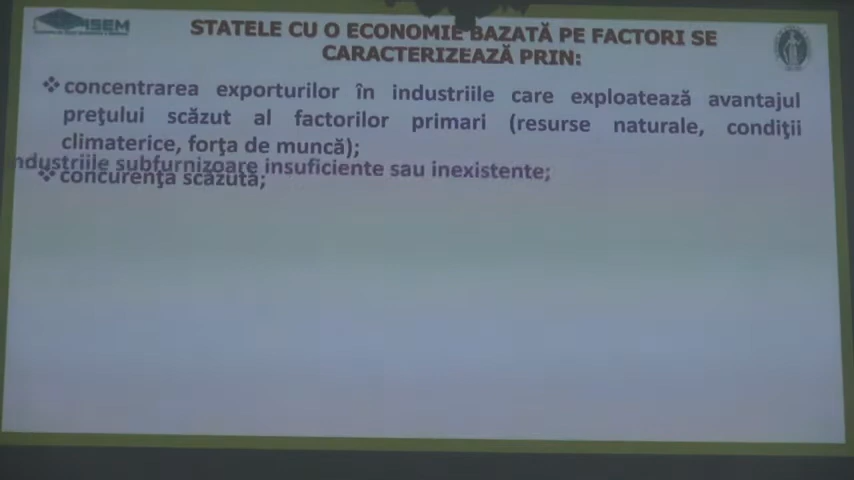 ASEM
STATELE CU O ECONOMIE BAZATĂ PE FACTORI SE
CARACTERIZEAZĂ PRIN:
❖concentrarea exporturilor în industriile care exploatează avantajul
preţului scăzut al factorilor primari (resurse naturale, condiţii
climaterice, forţa de muncă);
ndustriile subfurnizoare insuficiente sau inexistente;
❖concurenţa scăzută;